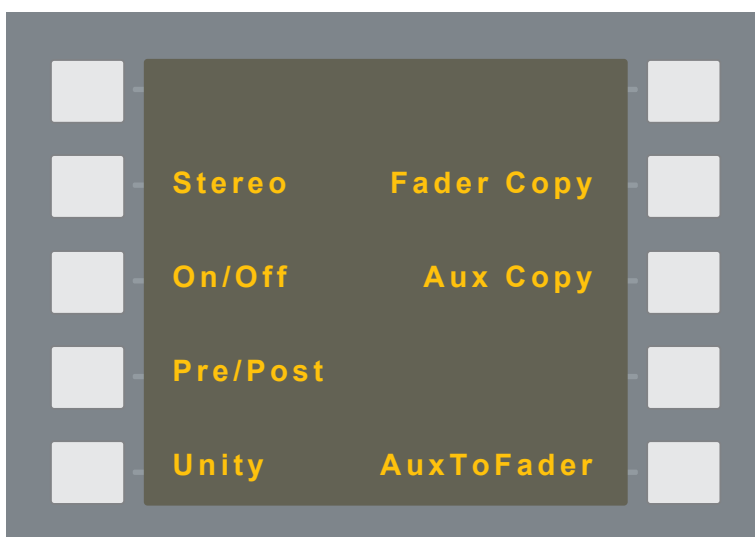 Stereo Fader Copy
On/Off Aux Copy
Pre/Post
Unity AuxToFader